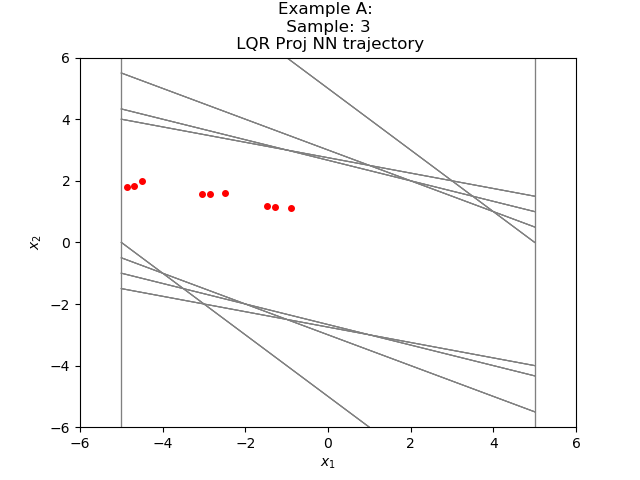 Example A:
Sample: 3
LQR Proj NN trajectory
6
4
2
0
−2
−4
−6
x₂
−6 −4 −2 0 2 4 6
x₁